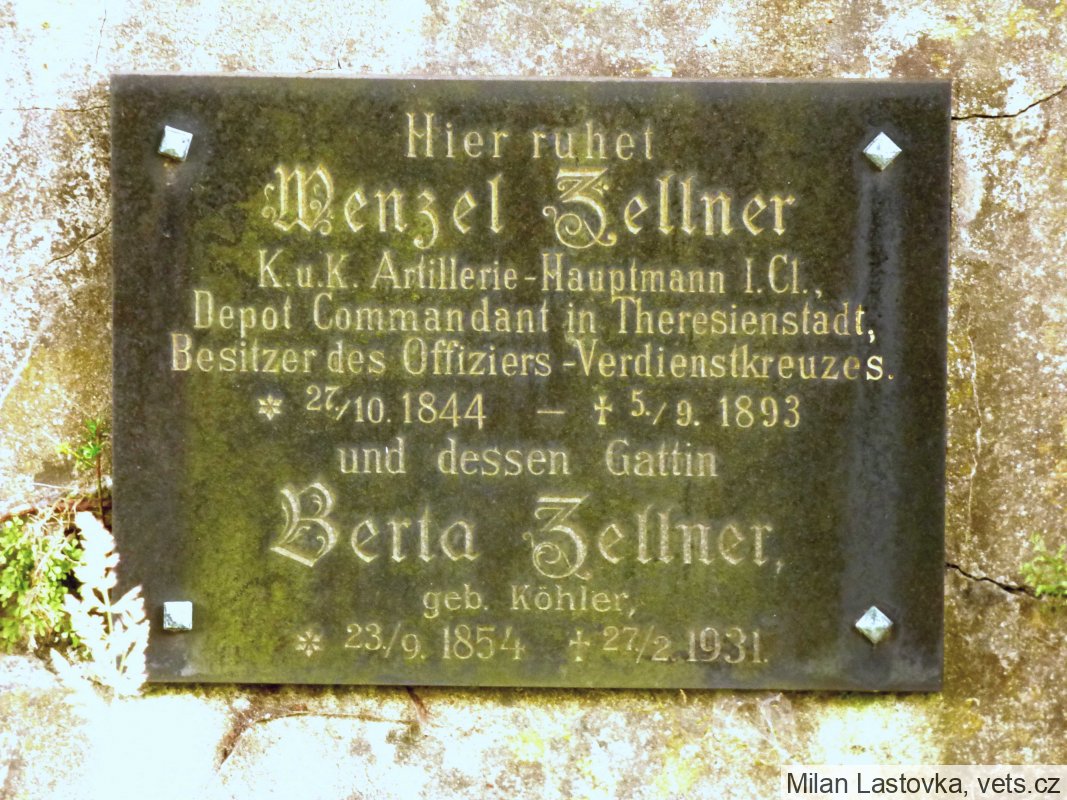 Hier ruhet
Wenzel Zellner
K.u.K. Artillerie-Hauptmann I.Cl.,
Depot Commandant in Theresienstadt,
Besitzer des Offiziers-Verdienstkreuzes.
* 27./10. 1844 — † 5./9. 1893
und dessen Gattin
Berta Zellner,
geb. Köhler,
* 23./9. 1854 † 27./2. 1931.
Milan Lastovka, vets.cz